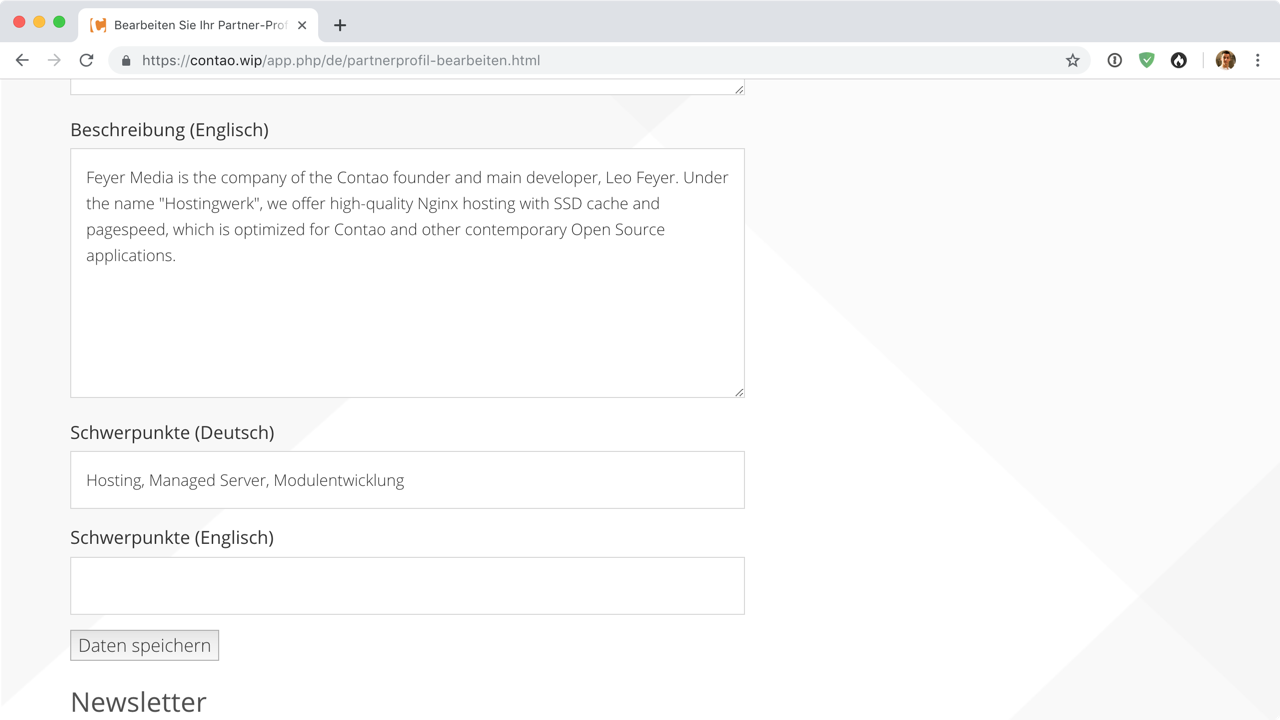 Bearbeiten Sie Ihr Partner-Prof
https://contao.wip/app.php/de/partnerprofil-bearbeiten.html
Beschreibung (Englisch)
Feyer Media is the company of the Contao founder and main developer, Leo Feyer. Under
the name "Hostingwerk", we offer high-quality Nginx hosting with SSD cache and
pagespeed, which is optimized for Contao and other contemporary Open Source
applications.
Schwerpunkte (Deutsch)
Hosting, Managed Server, Modulentwicklung
Schwerpunkte (Englisch)
Daten speichern
Newsletter